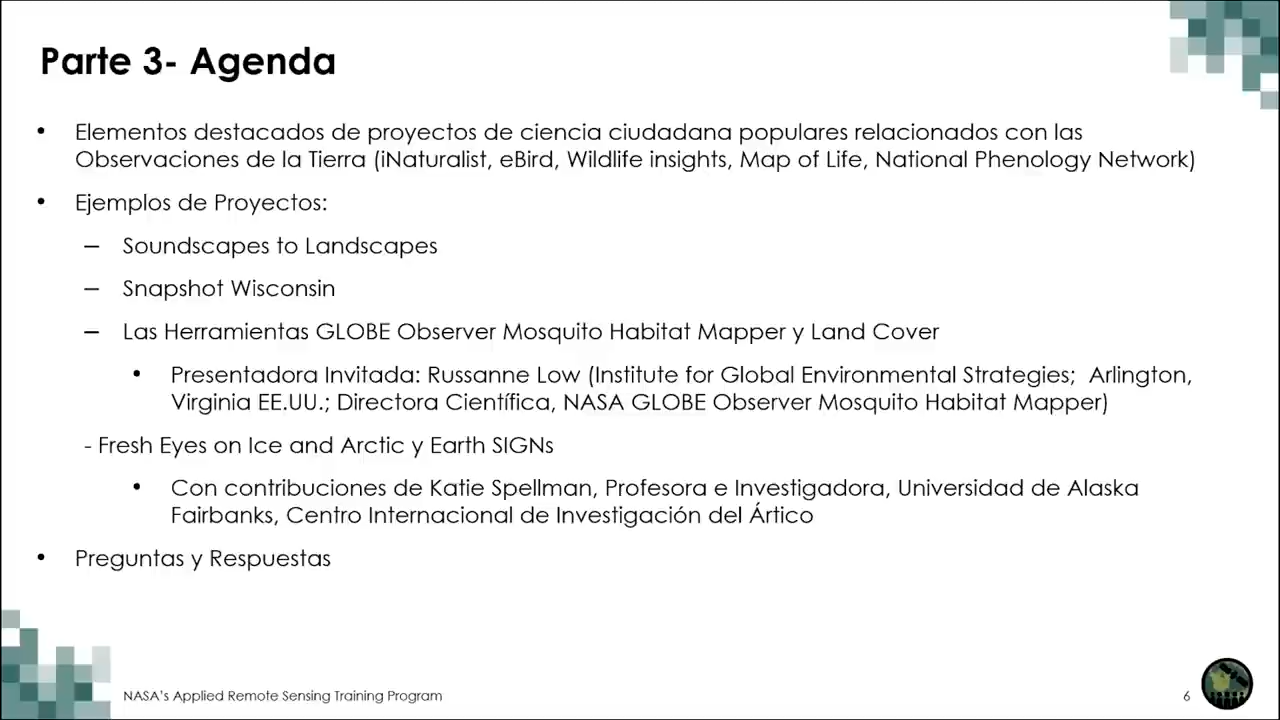 Parte 3- Agenda
• Elementos destacados de proyectos de ciencia ciudadana populares relacionados con las
Observaciones de la Tierra (iNaturalist, eBird, Wildlife insights, Map of Life, National Phenology Network)
• Ejemplos de Proyectos:
– Soundscapes to Landscapes
– Snapshot Wisconsin
– Las Herramientas GLOBE Observer Mosquito Habitat Mapper y Land Cover
• Presentadora Invitada: Russanne Low (Institute for Global Environmental Strategies; Arlington,
Virginia EE.UU.; Directora Científica, NASA GLOBE Observer Mosquito Habitat Mapper)
- Fresh Eyes on Ice and Arctic y Earth SIGNs
• Con contribuciones de Katie Spellman, Profesora e Investigadora, Universidad de Alaska
Fairbanks, Centro Internacional de Investigación del Ártico
• Preguntas y Respuestas
NASA's Applied Remote Sensing Training Program
6